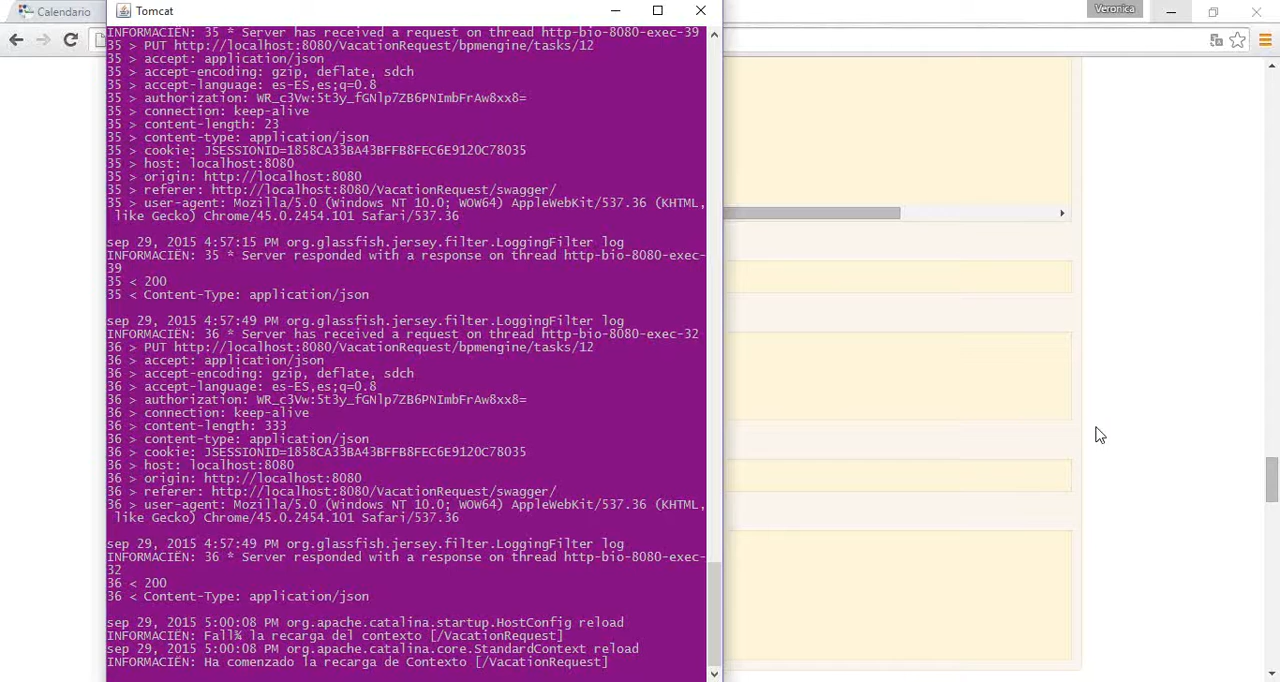 Calendario
Tomcat
Veronica
INFORMACIËN: 35 * Server has received a request on thread http-bio-8080-exec-39
35 > PUT http://localhost:8080/VacationRequest/bpmengine/tasks/12
35 > accept: application/json
35 > accept-encoding: gzip, deflate, sdch
35 > accept-language: es-ES,es;q=0.8
35 > authorization: WR_c3Vw:5t3y_fGNlp7ZB6PNImbFrAw8xx8=
35 > connection: keep-alive
35 > content-length: 23
35 > content-type: application/json
35 > cookie: JSESSIONID=1858CA33BA43BFFB8FEC6E912OC78035
35 > host: localhost:8080
35 > origin: http://localhost:8080
35 > referer: http://localhost:8080/VacationRequest/swagger/
35 > user-agent: Mozilla/5.0 (Windows NT 10.0; WOW64) AppleWebKit/537.36 (KHTML,
like Gecko) Chrome/45.0.2454.101 Safari/537.36
sep 29, 2015 4:57:15 PM org.glassfish.jersey.filter.LoggingFilter log
INFORMACIËN: 35 * Server responded with a response on thread http-bio-8080-exec-
39
35 < 200
35 < Content-Type: application/json
sep 29, 2015 4:57:49 PM org.glassfish.jersey.filter.LoggingFilter log
INFORMACIËN: 36 * Server has received a request on thread http-bio-8080-exec-32
36 > PUT http://localhost:8080/VacationRequest/bpmengine/tasks/12
36 > accept: application/json
36 > accept-encoding: gzip, deflate, sdch
36 > accept-language: es-ES,es;q=0.8
36 > authorization: WR_c3Vw:5t3y_fGNlp7ZB6PNImbFrAw8xx8=
36 > connection: keep-alive
36 > content-length: 333
36 > content-type: application/json
36 > cookie: JSESSIONID=1858CA33BA43BFFB8FEC6E912OC78035
36 > host: localhost:8080
36 > origin: http://localhost:8080
36 > referer: http://localhost:8080/VacationRequest/swagger/
36 > user-agent: Mozilla/5.0 (Windows NT 10.0; WOW64) AppleWebKit/537.36 (KHTML,
like Gecko) Chrome/45.0.2454.101 Safari/537.36
sep 29, 2015 4:57:49 PM org.glassfish.jersey.filter.LoggingFilter log
INFORMACIËN: 36 * Server responded with a response on thread http-bio-8080-exec-
32
36 < 200
36 < Content-Type: application/json
sep 29, 2015 5:00:08 PM org.apache.catalina.startup.HostConfig reload
INFORMACIËN: Fall¾ la recarga del contexto [/VacationRequest]
sep 29, 2015 5:00:08 PM org.apache.catalina.core.StandardContext reload
INFORMACIËN: Ha comenzado la recarga de Contexto [/VacationRequest]